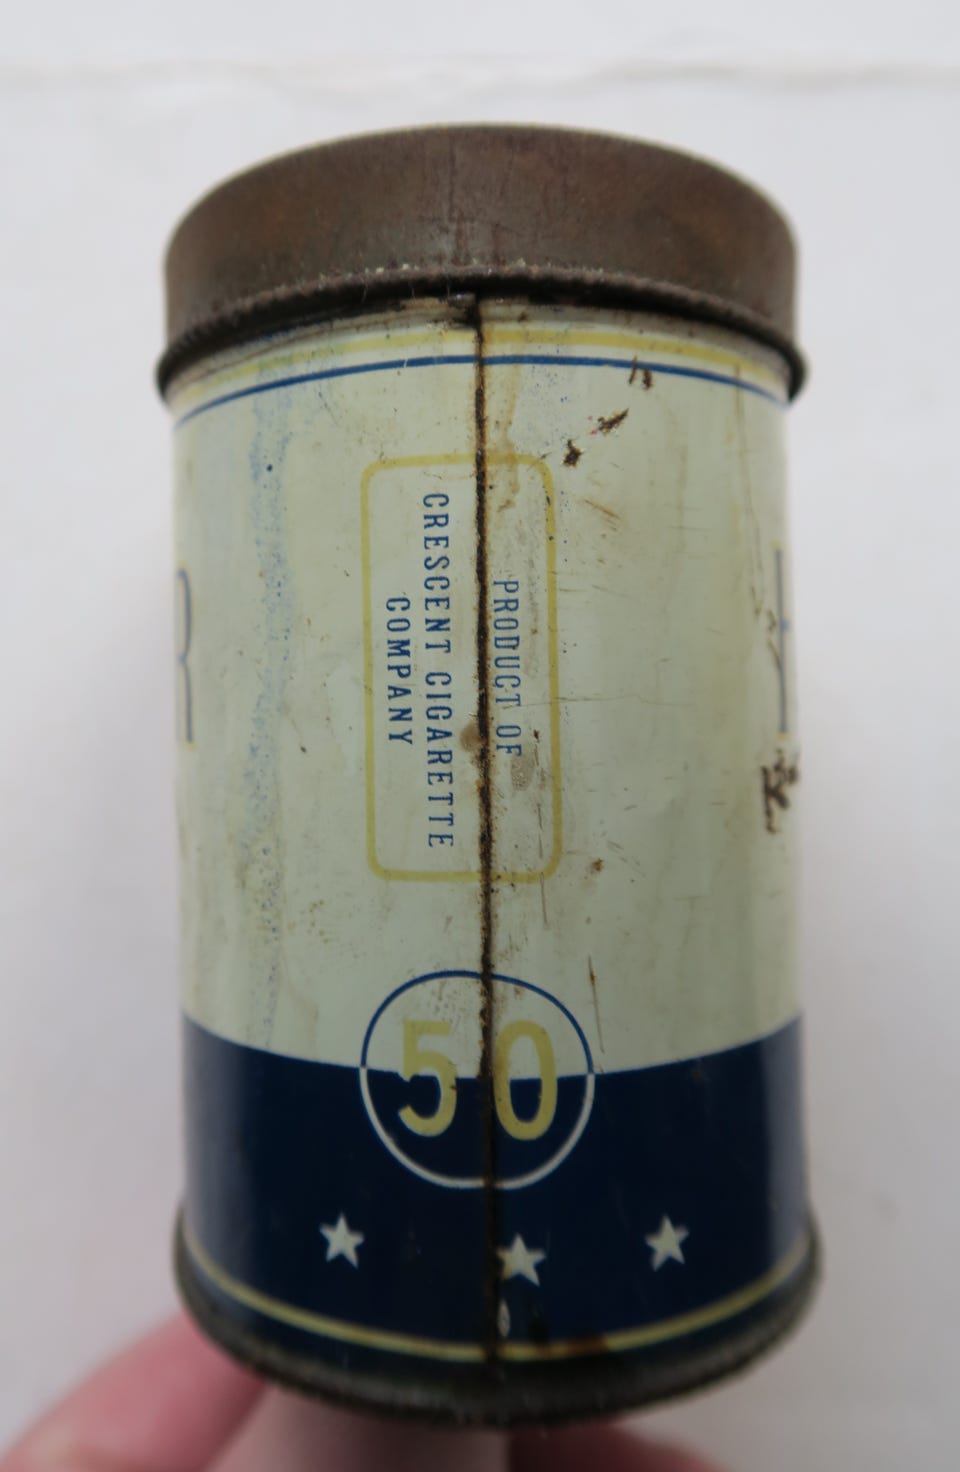 PRODUCT OF
CRESCENT CIGARETTE
COMPANY
50